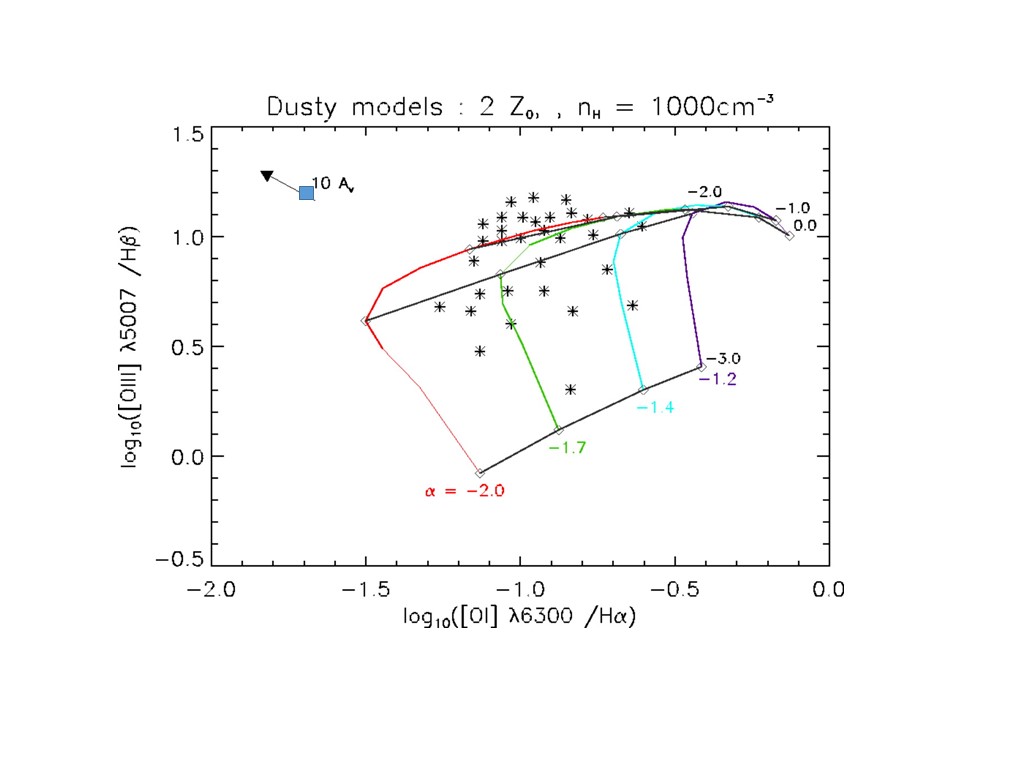 Dusty models : 2 Z₀, , n_H = 1000cm⁻³
1.5
10 Aᵥ
−2.0
−1.0
0.0
1.0
log₁₀([OIII] λ5007 /Hβ)
0.5
−3.0
−1.2
−1.4
−1.7
0.0
α = −2.0
−0.5
−2.0 −1.5 −1.0 −0.5 0.0
log₁₀([OI] λ6300 /Hα)